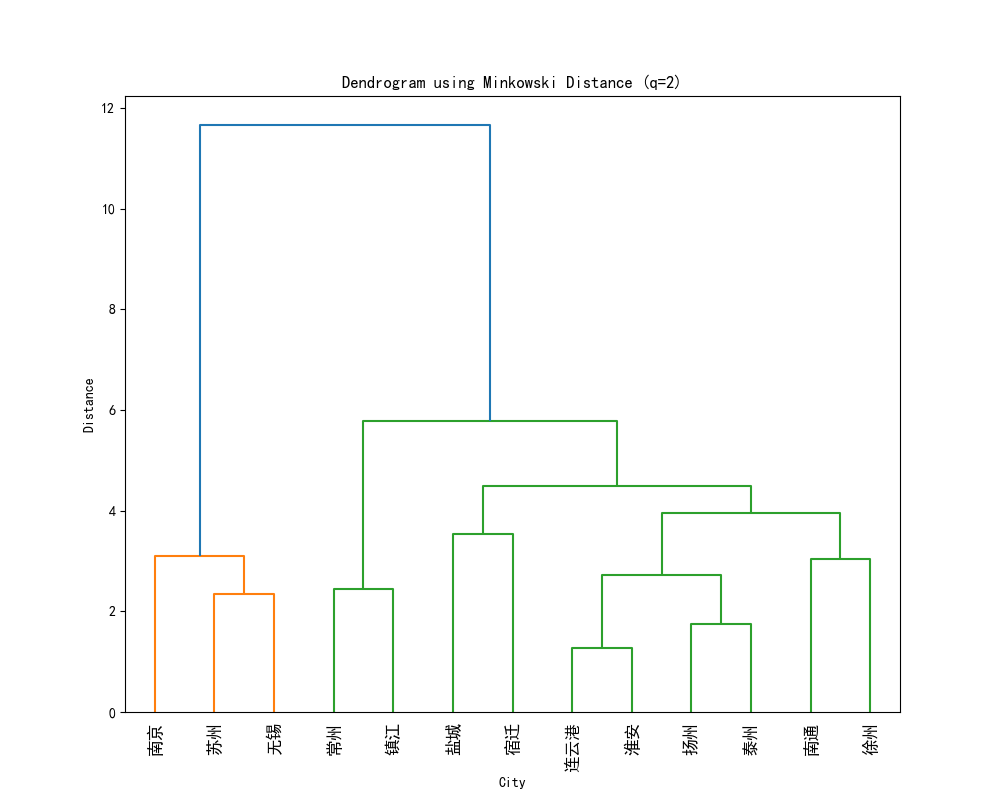 Dendrogram using Minkowski Distance (q=2)
12
10
8
6
4
2
0
Distance
南京
苏州
无锡
常州
镇江
盐城
宿迁
连云港
淮安
扬州
泰州
南通
徐州
City